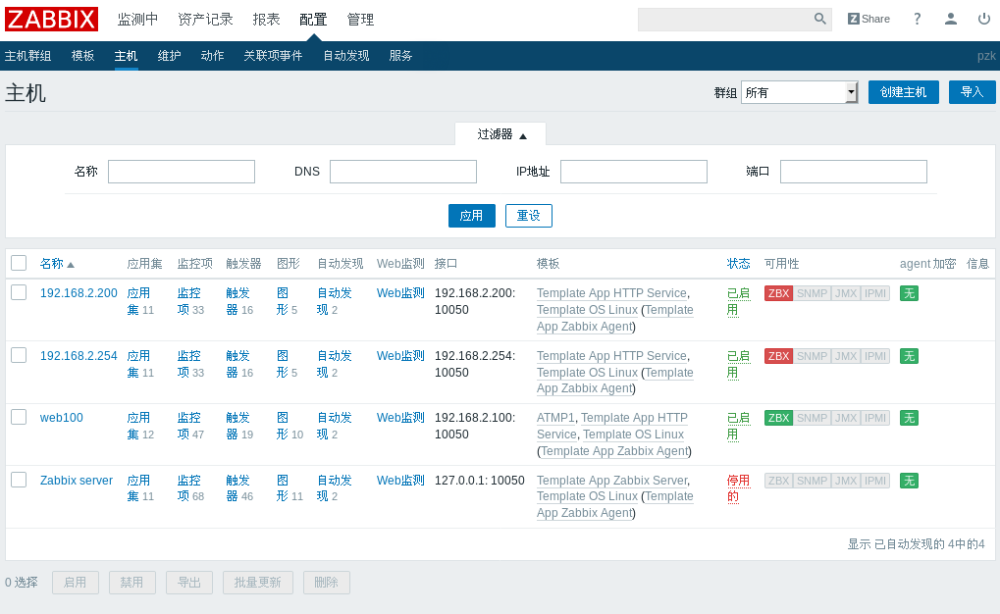 ZABBIX 监测中 资产记录 报表 配置 管理 Z Share ?
主机群组 模板 主机 维护 动作 关联项事件 自动发现 服务 pzk
主机 群组 所有 创建主机 导入
过滤器 ▲
名称 DNS IP地址 端口
应用 重设
名称 ▲ 应用集 监控项 触发器 图形 自动发现 Web监测 接口 模板 状态 可用性 agent 加密 信息
192.168.2.200 应用 监控 触发 图 自动发 Web监测 192.168.2.200: Template App HTTP Service, 已启 ZBX SNMP JMX IPMI 无
集 11 项 33 器 16 形 5 现 2 10050 Template OS Linux (Template 用
App Zabbix Agent)
192.168.2.254 应用 监控 触发 图 自动发 Web监测 192.168.2.254: Template App HTTP Service, 已启 ZBX SNMP JMX IPMI 无
集 11 项 33 器 16 形 5 现 2 10050 Template OS Linux (Template 用
App Zabbix Agent)
web100 应用 监控 触发 图 自动发 Web监测 192.168.2.100: ATMP1, Template App HTTP 已启 ZBX SNMP JMX IPMI 无
集 12 项 47 器 19 形 10 现 2 10050 Service, Template OS Linux 用
(Template App Zabbix Agent)
Zabbix server 应用 监控 触发 图 自动发 Web监测 127.0.0.1: 10050 Template App Zabbix Server, 停用 ZBX SNMP JMX IPMI 无
集 11 项 68 器 46 形 11 现 2 Template OS Linux (Template 的
App Zabbix Agent)
显示 已自动发现的 4中的4
0 选择 启用 禁用 导出 批量更新 删除